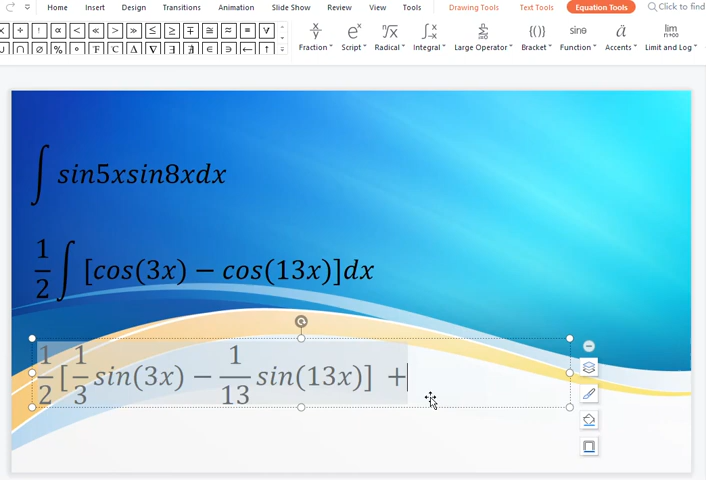 Home Insert Design Transitions Animation Slide Show Review View Tools Drawing Tools Text Tools Equation Tools Click to find
× ÷ ! ∝ < ≪ > ≫ ≤ ≥ ∓ ≅ ≈ ≡ ∀
∪ ∩ ∅ % ° ℉ ℃ ∆ ∇ ∃ ∄ ∈ ∋ ← ↑
Fraction Script Radical Integral Large Operator Bracket Function Accents Limit and Log
∫ sin5xsin8xdx
1/2 ∫ [cos(3x) − cos(13x)]dx
1/2 [1/3 sin(3x) − 1/13 sin(13x)] +